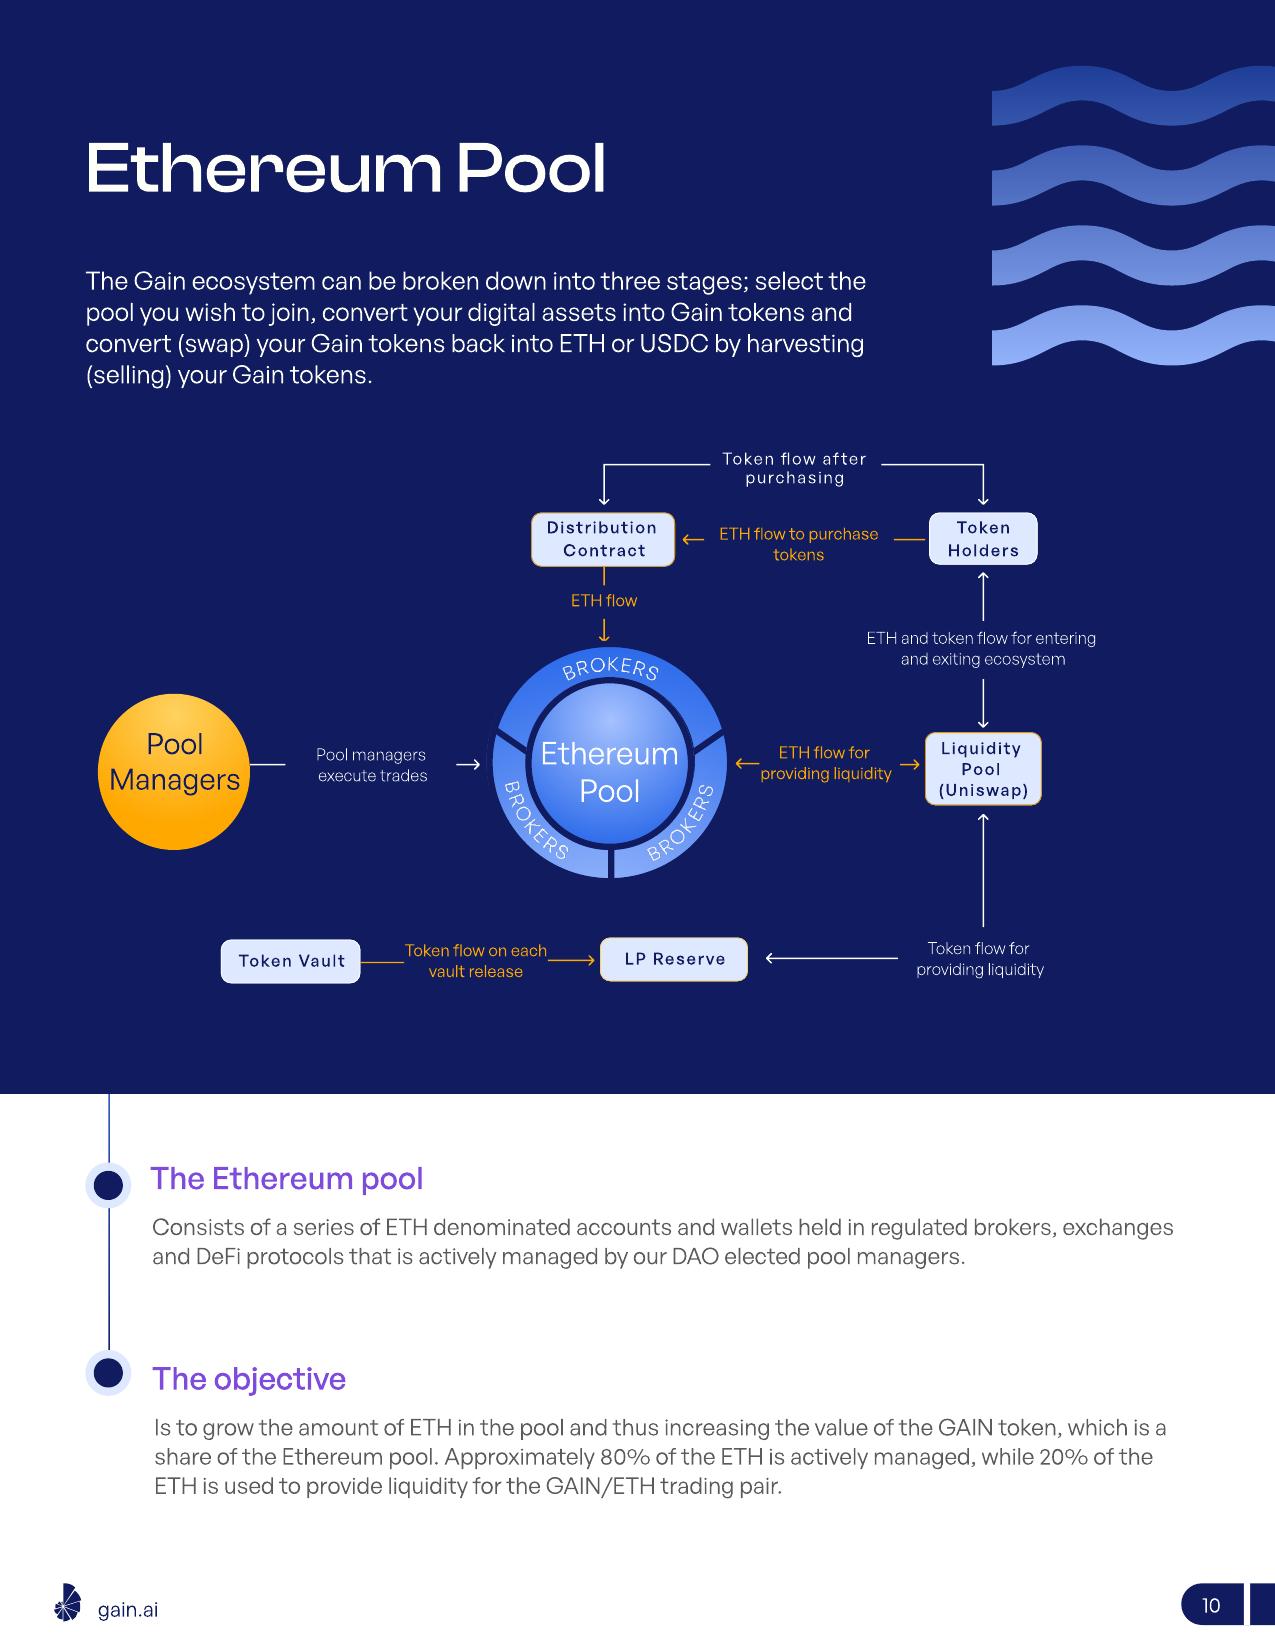 Ethereum Pool
The Gain ecosystem can be broken down into three stages; select the
pool you wish to join, convert your digital assets into Gain tokens and
convert (swap) your Gain tokens back into ETH or USDC by harvesting
(selling) your Gain tokens.
Token flow after
purchasing
Distribution
Contract
ETH flow to purchase
tokens
Token
Holders
ETH flow
ETH and token flow for entering
and exiting ecosystem
Pool
Managers
Pool managers
execute trades
BROKERS
BROKERS
BROKERS
Ethereum
Pool
ETH flow for
providing liquidity
Liquidity
Pool
(Uniswap)
Token Vault
Token flow on each
vault release
LP Reserve
Token flow for
providing liquidity
The Ethereum pool
Consists of a series of ETH denominated accounts and wallets held in regulated brokers, exchanges
and DeFi protocols that is actively managed by our DAO elected pool managers.
The objective
Is to grow the amount of ETH in the pool and thus increasing the value of the GAIN token, which is a
share of the Ethereum pool. Approximately 80% of the ETH is actively managed, while 20% of the
ETH is used to provide liquidity for the GAIN/ETH trading pair.
gain.ai
10